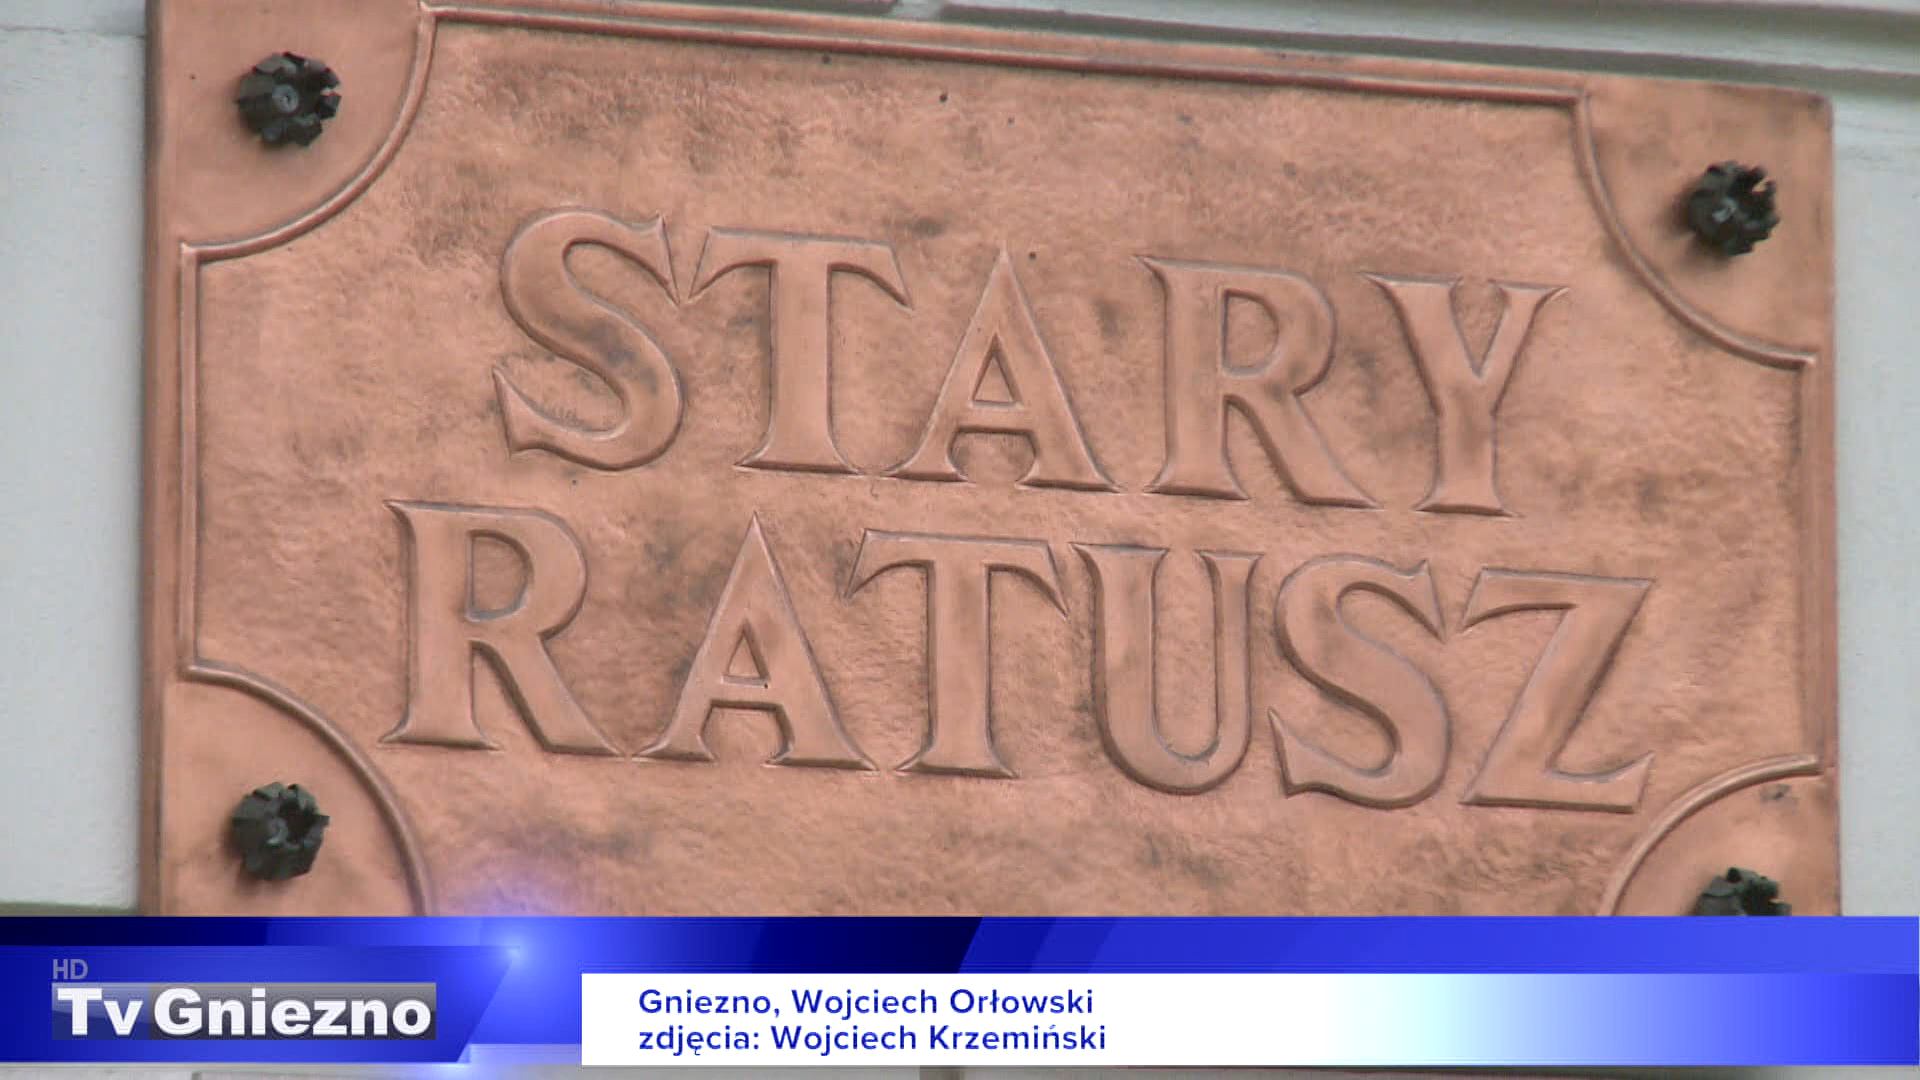 STARY
RATUSZ
HD
Tv Gniezno
Gniezno, Wojciech Orłowski
zdjęcia: Wojciech Krzemiński